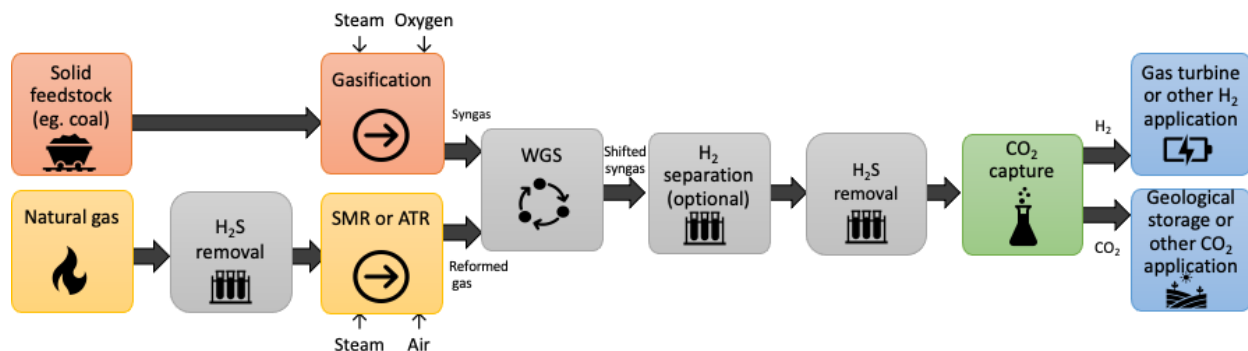 Steam Oxygen
Solid
feedstock
(eg. coal)
Gasification
Syngas
Natural gas
H₂S
removal
SMR or ATR
Reformed
gas
Steam Air
WGS
Shifted
syngas
H₂
separation
(optional)
H₂S
removal
CO₂
capture
H₂
CO₂
Gas turbine
or other H₂
application
Geological
storage or
other CO₂
application